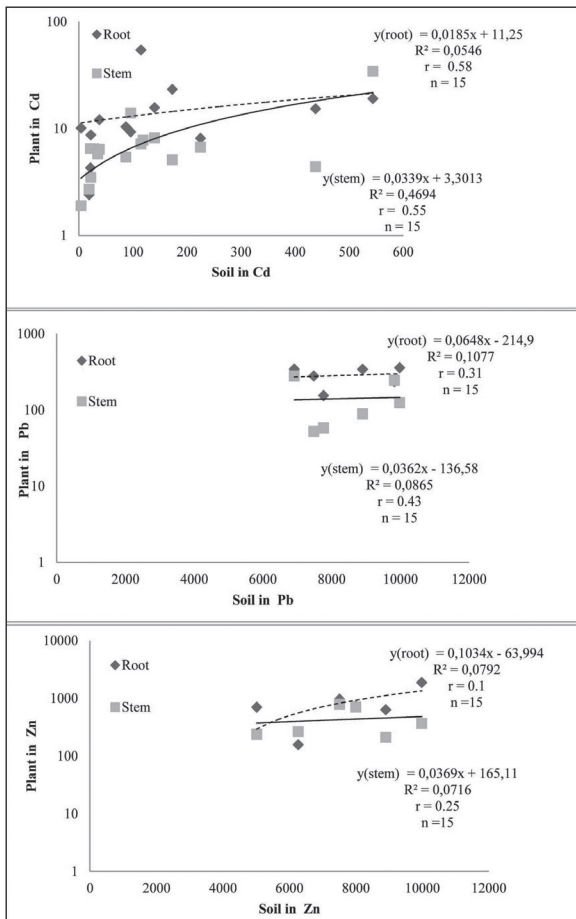 y(root) = 0,0185x + 11,25
R² = 0,0546
r = 0.58
n = 15
Root
Stem
Plant in Cd
100
10
1
y(stem) = 0,0339x + 3,3013
R² = 0,4694
r = 0.55
n = 15
0 100 200 300 400 500 600
Soil in Cd
y(root) = 0,0648x - 214,9
R² = 0,1077
r = 0.31
n = 15
Root
Stem
Plant in Pb
1000
100
10
1
y(stem) = 0,0362x - 136,58
R² = 0,0865
r = 0.43
n = 15
0 2000 4000 6000 8000 10000 12000
Soil in Pb
y(root) = 0,1034x - 63,994
R² = 0,0792
r = 0.1
n =15
Root
Stem
Plant in Zn
10000
1000
100
10
1
y(stem) = 0,0369x + 165,11
R² = 0,0716
r = 0.25
n =15
0 2000 4000 6000 8000 10000 12000
Soil in Zn